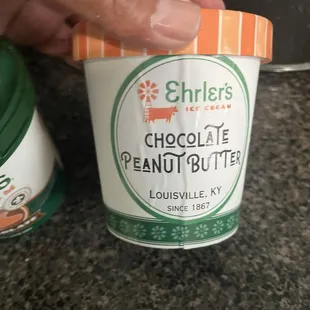 Ehrler's
ICE CREAM
CHOCOLATE
PEANUT BUTTER
LOUISVILLE, KY
SINCE 1867